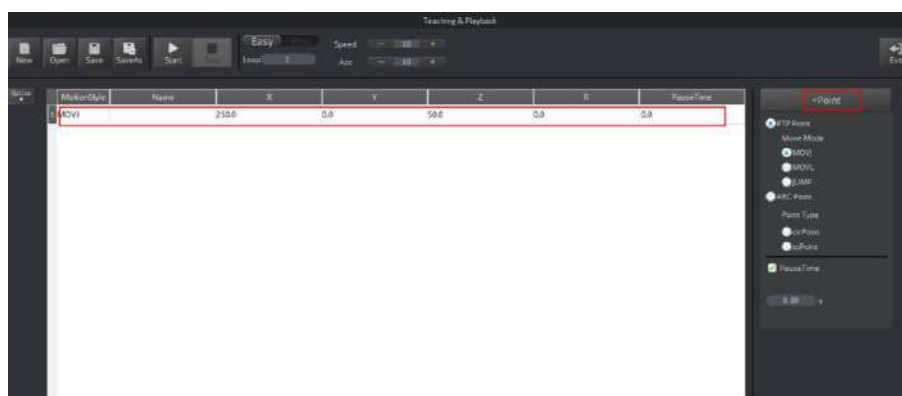 Teaching & Playback
New Open Save SaveAs Start Easy Speed - 10 +
Loop: 1 Acc - 10 +
Option
MotionStyle Name X Y Z R PauseTime
MOVJ 250.0 0.0 50.0 0.0 0.0
+Point
PTP Point
Move Mode
MOVJ
MOVL
JUMP
ARC Point
Point Type
cirPoint
toPoint
PauseTime
0.00 s